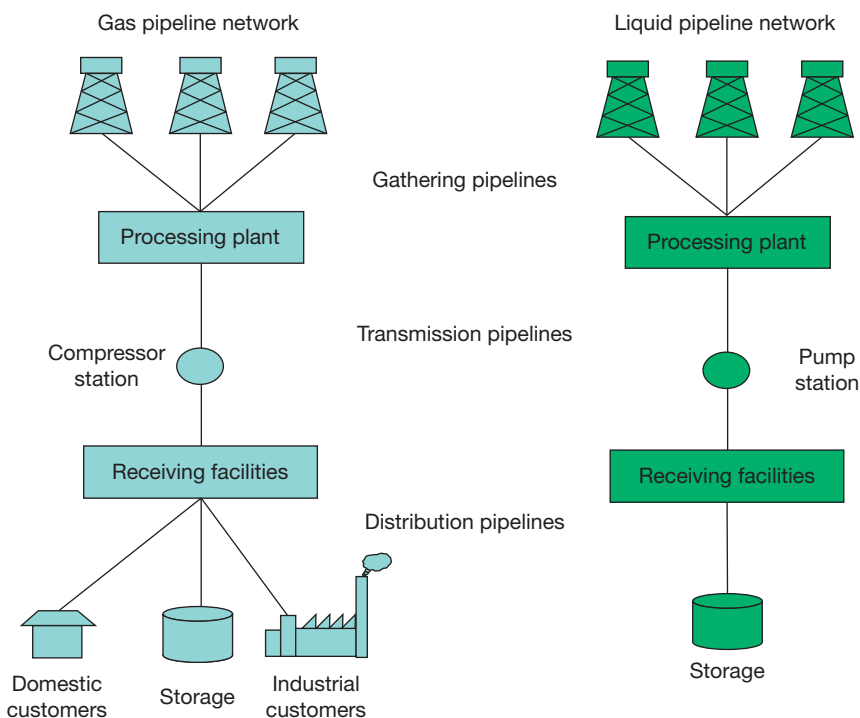 Gas pipeline network
Liquid pipeline network
Gathering pipelines
Processing plant
Processing plant
Transmission pipelines
Compressor
station
Pump
station
Receiving facilities
Receiving facilities
Distribution pipelines
Domestic
customers
Storage
Industrial
customers
Storage